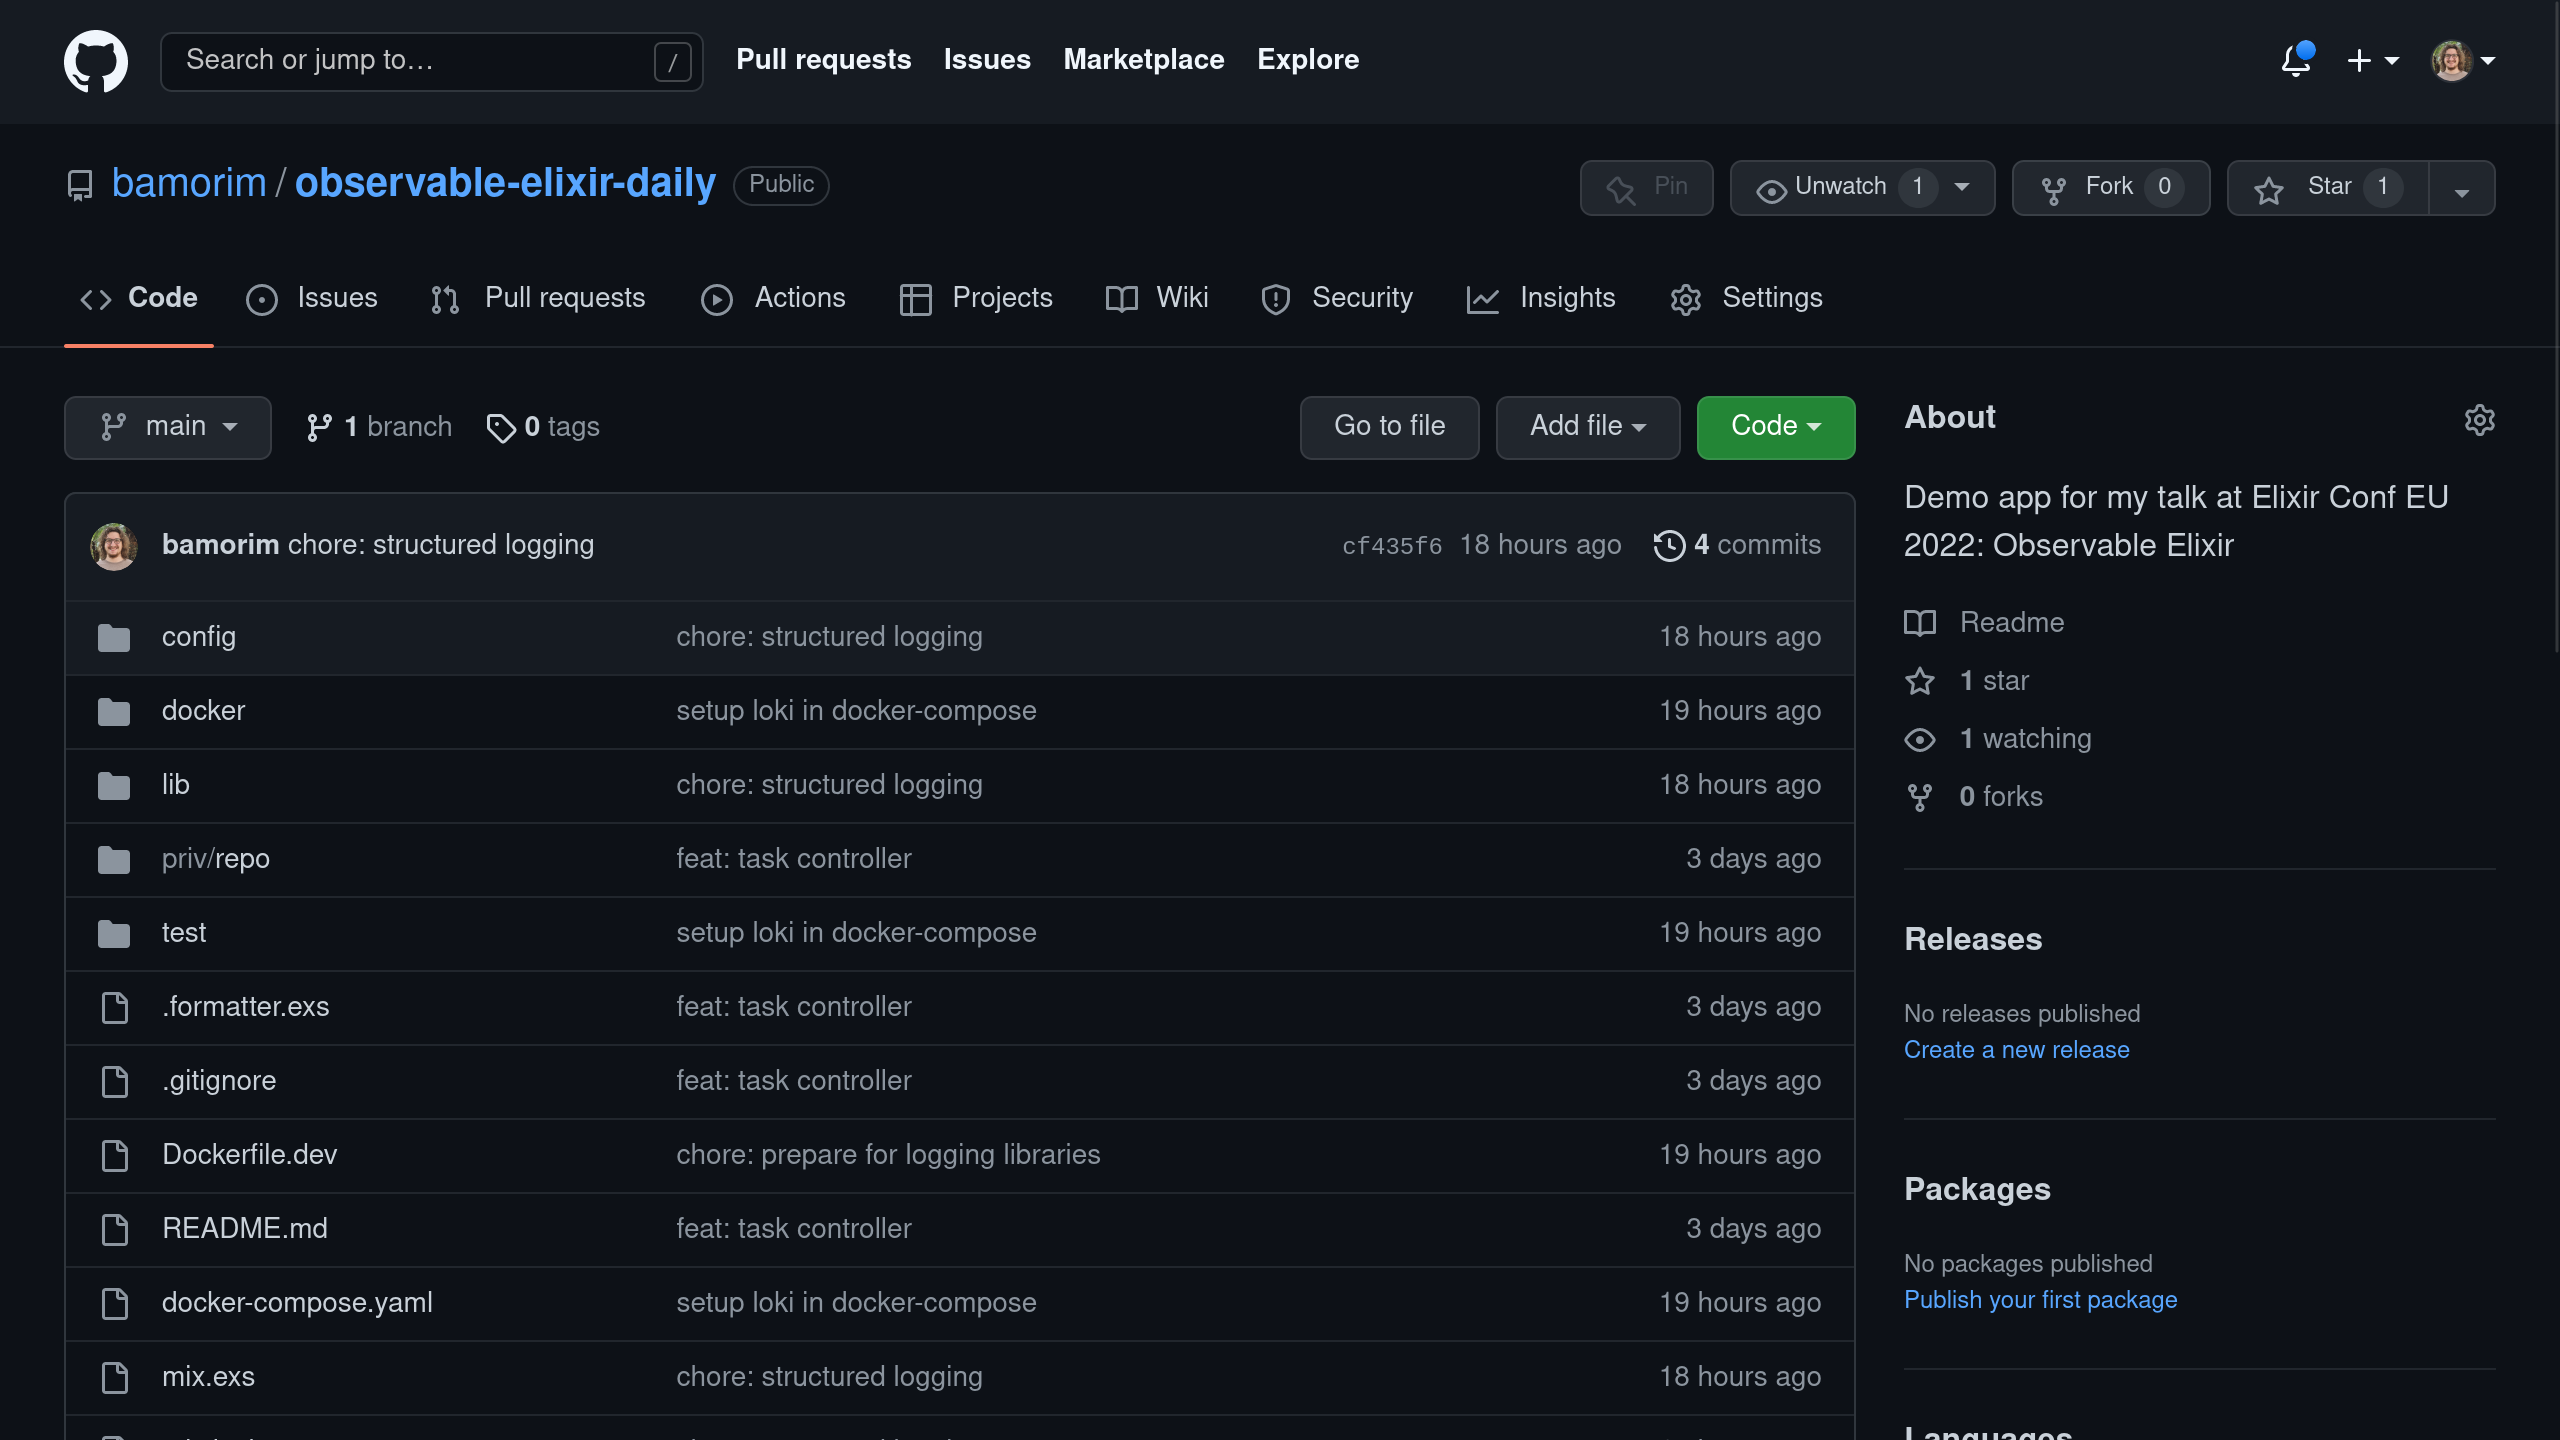 Search or jump to… /
Pull requests Issues Marketplace Explore
bamorim / observable-elixir-daily Public
Pin Unwatch 1 Fork 0 Star 1
Code Issues Pull requests Actions Projects Wiki Security Insights Settings
main 1 branch 0 tags Go to file Add file Code
bamorim chore: structured logging cf435f6 18 hours ago 4 commits
config chore: structured logging 18 hours ago
docker setup loki in docker-compose 19 hours ago
lib chore: structured logging 18 hours ago
priv/repo feat: task controller 3 days ago
test setup loki in docker-compose 19 hours ago
.formatter.exs feat: task controller 3 days ago
.gitignore feat: task controller 3 days ago
Dockerfile.dev chore: prepare for logging libraries 19 hours ago
README.md feat: task controller 3 days ago
docker-compose.yaml setup loki in docker-compose 19 hours ago
mix.exs chore: structured logging 18 hours ago
About
Demo app for my talk at Elixir Conf EU
2022: Observable Elixir
Readme
1 star
1 watching
0 forks
Releases
No releases published
Create a new release
Packages
No packages published
Publish your first package
Languages